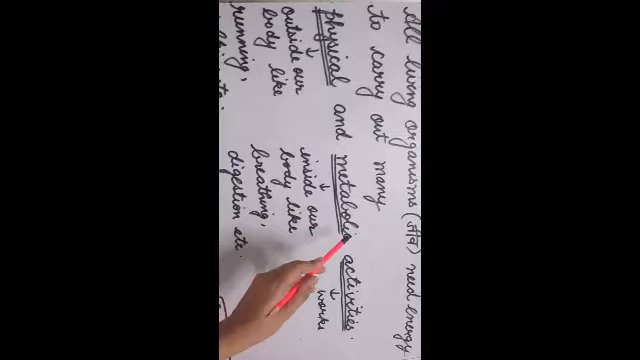 All living organisms (जीव) need energy
to carry out many
physical and metabolic activities.
↓ ↓ ↓
outside our inside our works
body like body like
running, breathing,
digestion etc.